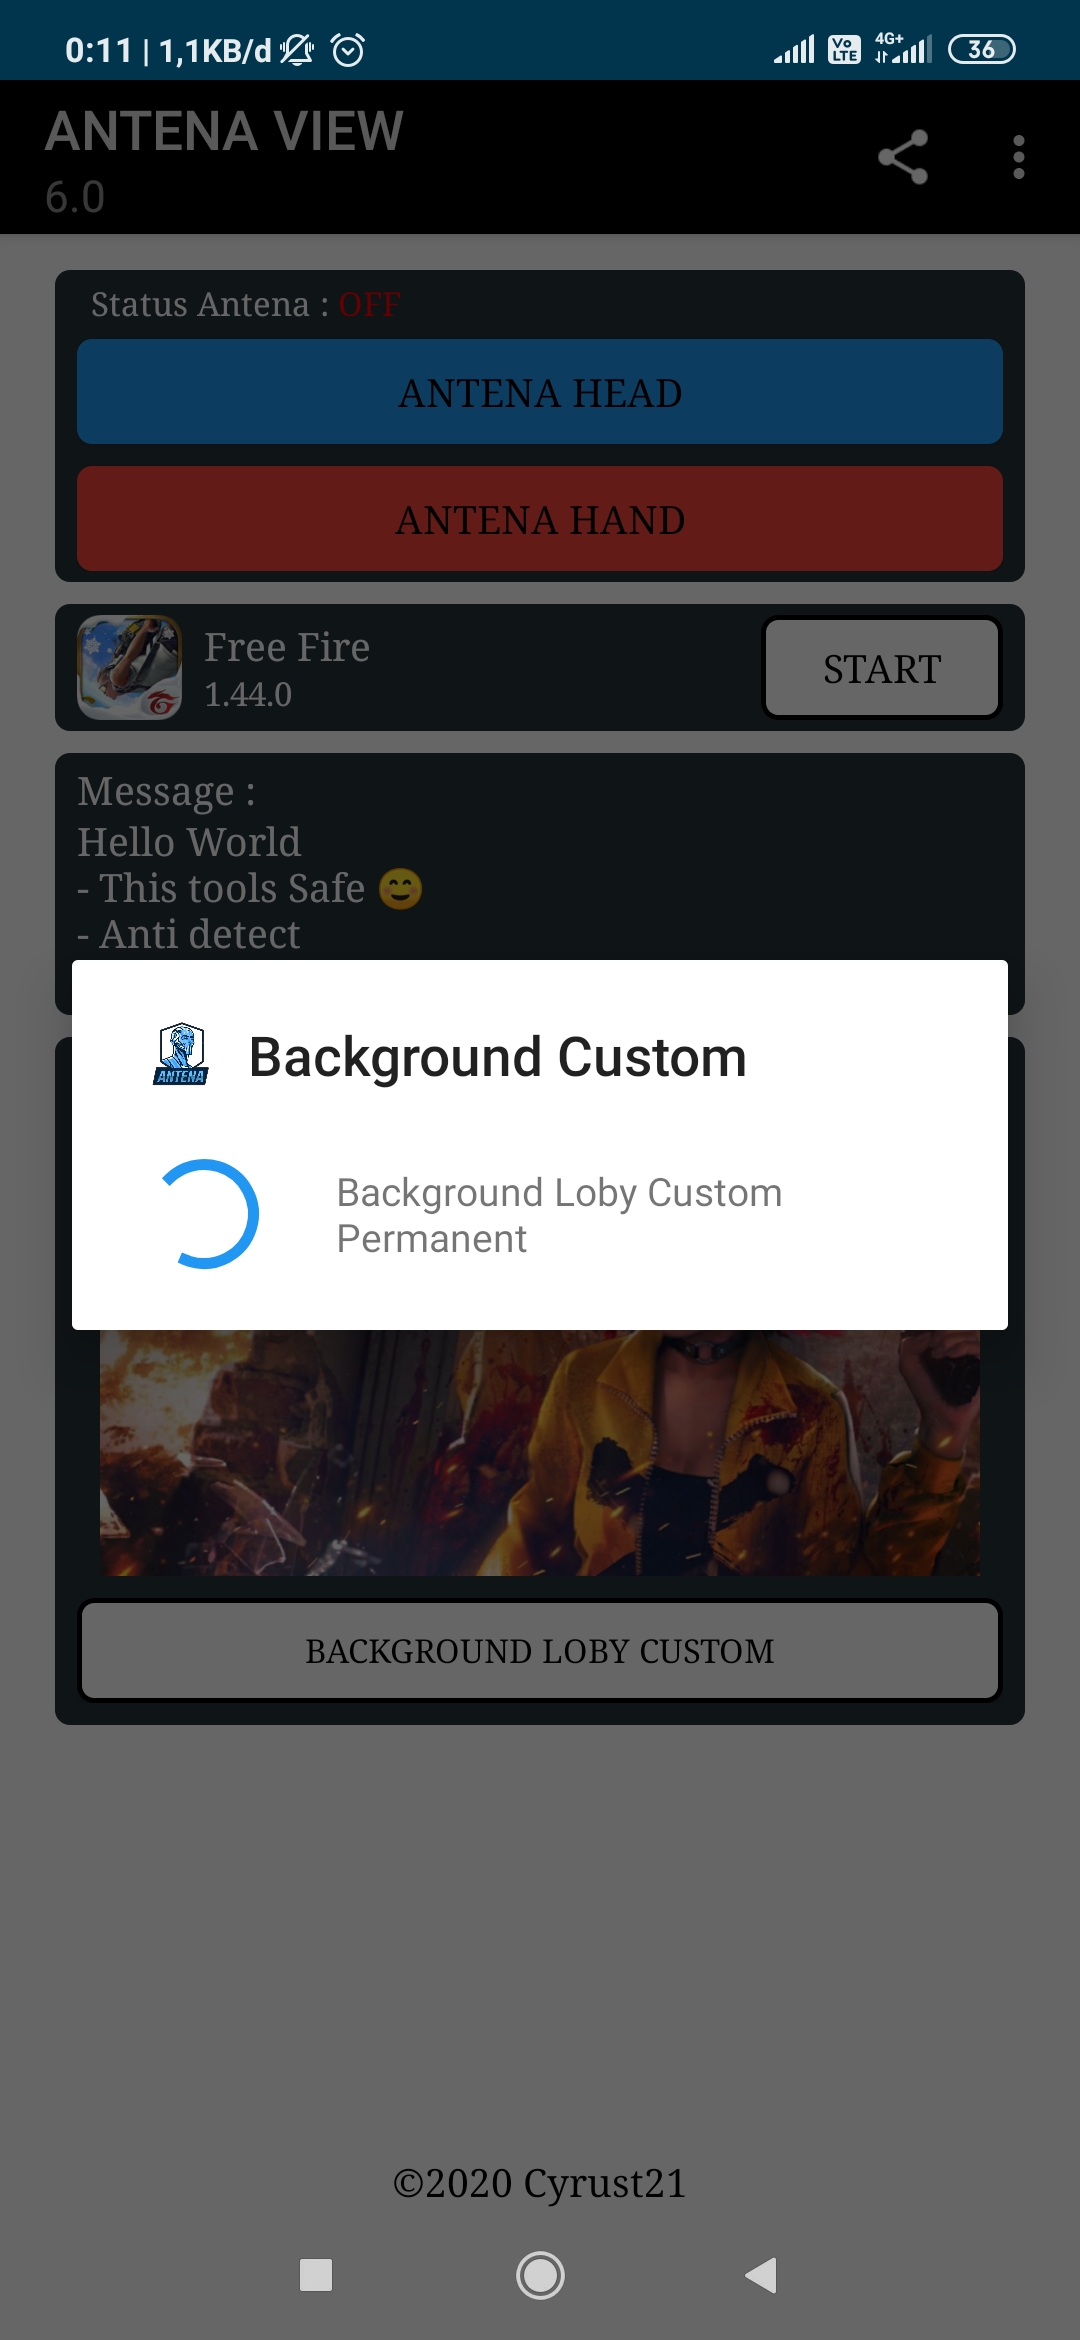 0:11 | 1,1KB/d
Vo LTE
4G+
36
ANTENA VIEW
6.0
Status Antena : OFF
ANTENA HEAD
ANTENA HAND
Free Fire
1.44.0
START
Message :
Hello World
- This tools Safe 😊
- Anti detect
ANTENA
Background Custom
Background Loby Custom
Permanent
BACKGROUND LOBY CUSTOM
©2020 Cyrust21